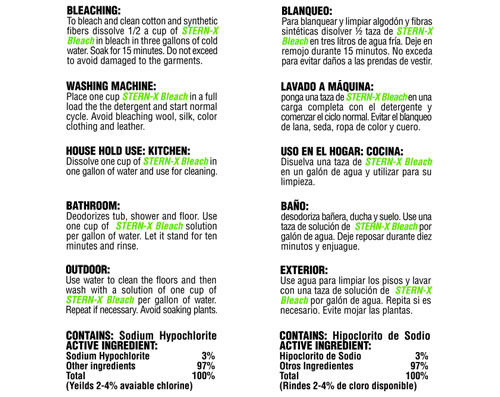 BLEACHING:
To bleach and clean cotton and synthetic
fibers dissolve 1/2 a cup of STERN-X
Bleach in bleach in three gallons of cold
water. Soak for 15 minutes. Do not exceed
to avoid damaged to the garments.
WASHING MACHINE:
Place one cup STERN-X Bleach in a full
load the the detergent and start normal
cycle. Avoid bleaching wool, silk, color
clothing and leather.
HOUSE HOLD USE: KITCHEN:
Dissolve one cup of STERN-X Bleach in
one gallon of water and use for cleaning.
BATHROOM:
Deodorizes tub, shower and floor. Use
one cup of STERN-X Bleach solution
per gallon of water. Let it stand for ten
minutes and rinse.
OUTDOOR:
Use water to clean the floors and then
wash with a solution of one cup of
STERN-X Bleach per gallon of water.
Repeat if necessary. Avoid soaking plants.
CONTAINS: Sodium Hypochlorite
ACTIVE INGREDIENT:
Sodium Hypochlorite 3%
Other ingredients 97%
Total 100%
(Yeilds 2-4% avaiable chlorine)
BLANQUEO:
Para blanquear y limpiar algodón y fibras
sintéticas disolver ½ taza de STERN-X
Bleach en tres litros de agua fría. Deje en
remojo durante 15 minutos. No exceda
para evitar daños a las prendas de vestir.
LAVADO A MÁQUINA:
ponga una taza de STERN-X Bleach en una
carga completa con el detergente y
comenzar el ciclo normal. Evitar el blanqueo
de lana, seda, ropa de color y cuero.
USO EN EL HOGAR: COCINA:
Disuelva una taza de STERN-X Bleach
en un galón de agua y utilizar para su
limpieza.
BAÑO:
desodoriza bañera, ducha y suelo. Use una
taza de solución de STERN-X Bleach por
galón de agua. Deje reposar durante diez
minutos y enjuague.
EXTERIOR:
Use agua para limpiar los pisos y lavar
con una taza de solución de STERN-X
Bleach por galón de agua. Repita si es
necesario. Evite mojar las plantas.
CONTAINS: Hipoclorito de Sodio
ACTIVE INGREDIENT:
Hipoclorito de Sodio 3%
Otros Ingredientes 97%
Total 100%
(Rindes 2-4% de cloro disponible)